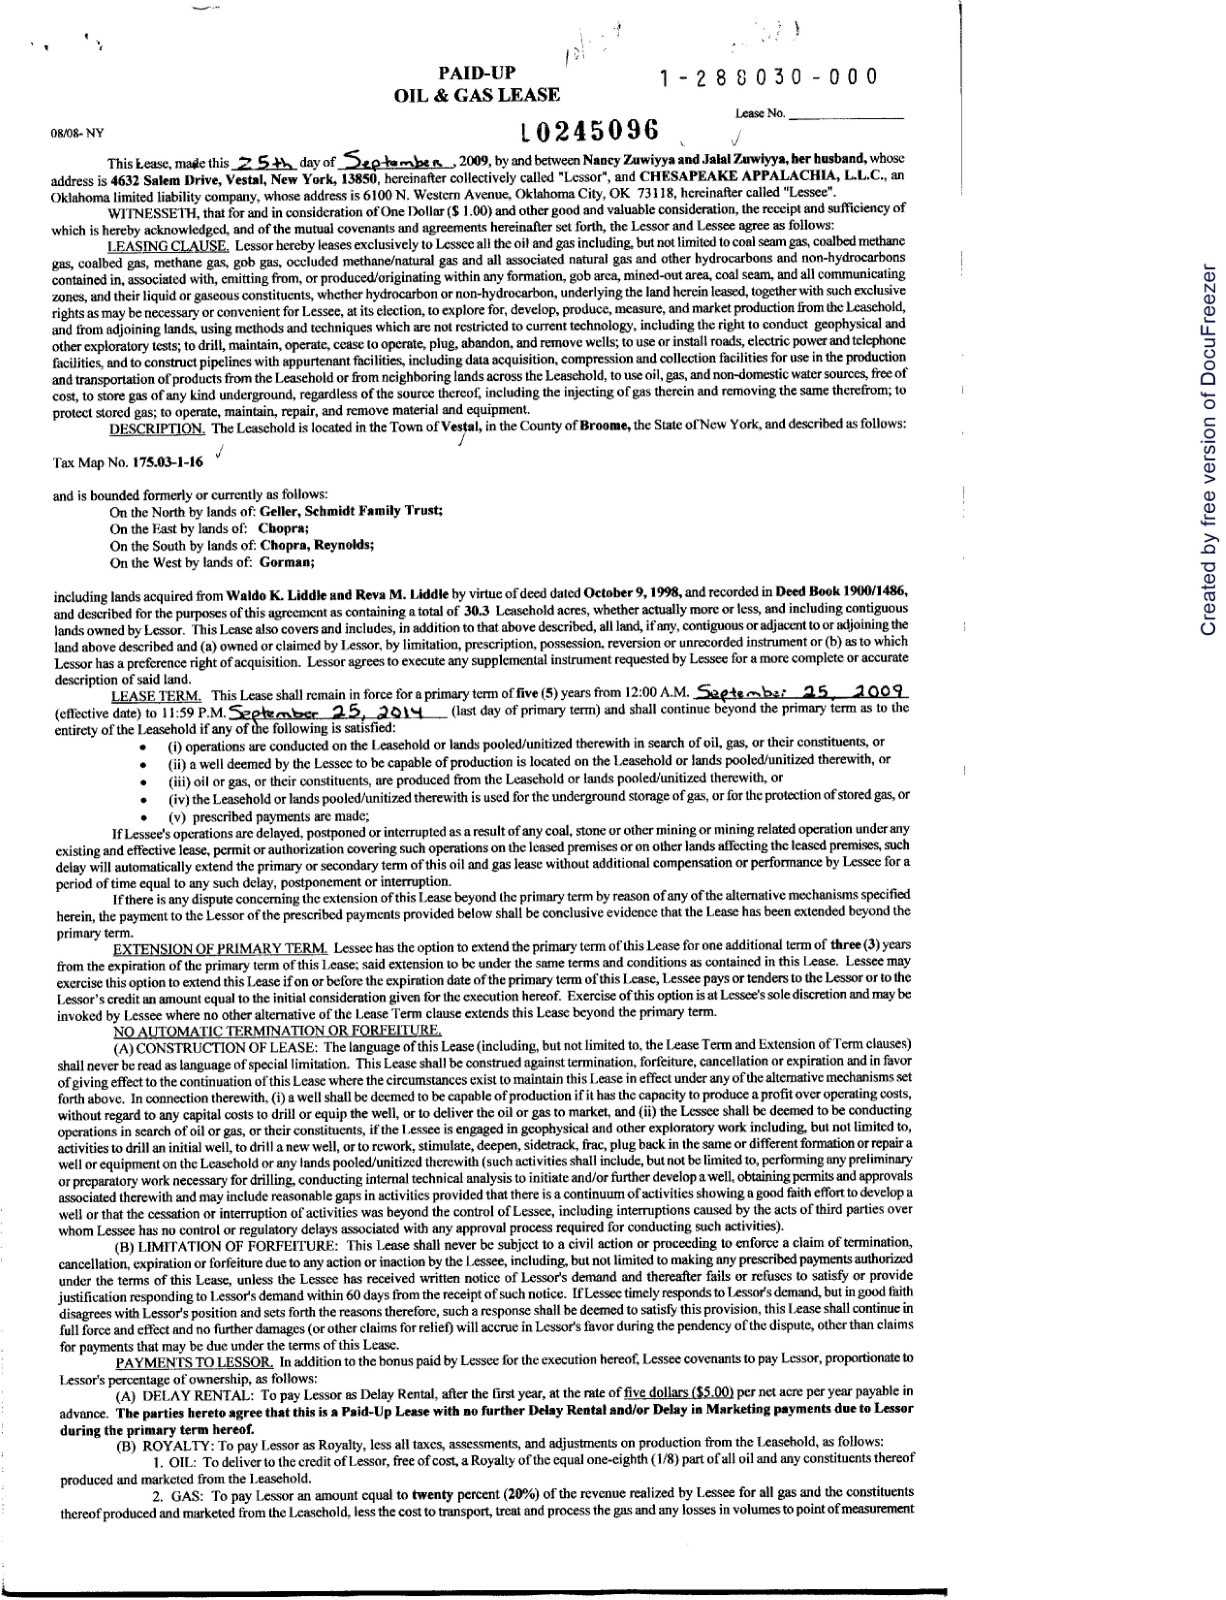 PAID-UP
OIL & GAS LEASE
1-288030-000
Lease No.
08/08- NY
L0245096
This Lease, made this 25th day of September, 2009, by and between Nancy Zuwiyya and Jalal Zuwiyya, her husband, whose
address is 4632 Salem Drive, Vestal, New York, 13850, hereinafter collectively called "Lessor", and CHESAPEAKE APPALACHIA, L.L.C., an
Oklahoma limited liability company, whose address is 6100 N. Western Avenue, Oklahoma City, OK 73118, hereinafter called "Lessee".
WITNESSETH, that for and in consideration of One Dollar ($ 1.00) and other good and valuable consideration, the receipt and sufficiency of
which is hereby acknowledged, and of the mutual covenants and agreements hereinafter set forth, the Lessor and Lessee agree as follows:
LEASING CLAUSE. Lessor hereby leases exclusively to Lessee all the oil and gas including, but not limited to coal seam gas, coalbed methane
gas, coalbed gas, methane gas, gob gas, occluded methane/natural gas and all associated natural gas and other hydrocarbons and non-hydrocarbons
contained in, associated with, emitting from, or produced/originating within any formation, gob area, mined-out area, coal seam, and all communicating
zones, and their liquid or gaseous constituents, whether hydrocarbon or non-hydrocarbon, underlying the land herein leased, together with such exclusive
rights as may be necessary or convenient for Lessee, at its election, to explore for, develop, produce, measure, and market production from the Leasehold,
and from adjoining lands, using methods and techniques which are not restricted to current technology, including the right to conduct geophysical and
other exploratory tests; to drill, maintain, operate, cease to operate, plug, abandon, and remove wells; to use or install roads, electric power and telephone
facilities, and to construct pipelines with appurtenant facilities, including data acquisition, compression and collection facilities for use in the production
and transportation of products from the Leasehold or from neighboring lands across the Leasehold, to use oil, gas, and non-domestic water sources, free of
cost, to store gas of any kind underground, regardless of the source thereof, including the injecting of gas therein and removing the same therefrom; to
protect stored gas; to operate, maintain, repair, and remove material and equipment.
DESCRIPTION. The Leasehold is located in the Town of Vestal, in the County of Broome, the State of New York, and described as follows:
Tax Map No. 175.03-1-16
and is bounded formerly or currently as follows:
On the North by lands of: Geller, Schmidt Family Trust;
On the East by lands of: Chopra;
On the South by lands of: Chopra, Reynolds;
On the West by lands of: Gorman;
including lands acquired from Waldo K. Liddle and Reva M. Liddle by virtue of deed dated October 9, 1998, and recorded in Deed Book 1900/1486,
and described for the purposes of this agreement as containing a total of 30.3 Leasehold acres, whether actually more or less, and including contiguous
lands owned by Lessor. This Lease also covers and includes, in addition to that above described, all land, if any, contiguous or adjacent to or adjoining the
land above described and (a) owned or claimed by Lessor, by limitation, prescription, possession, reversion or unrecorded instrument or (b) as to which
Lessor has a preference right of acquisition. Lessor agrees to execute any supplemental instrument requested by Lessee for a more complete or accurate
description of said land.
LEASE TERM. This Lease shall remain in force for a primary term of five (5) years from 12:00 A.M. September 25, 2009
(effective date) to 11:59 P.M. September 25, 2014 (last day of primary term) and shall continue beyond the primary term as to the
entirety of the Leasehold if any of the following is satisfied:
• (i) operations are conducted on the Leasehold or lands pooled/unitized therewith in search of oil, gas, or their constituents, or
• (ii) a well deemed by the Lessee to be capable of production is located on the Leasehold or lands pooled/unitized therewith, or
• (iii) oil or gas, or their constituents, are produced from the Leasehold or lands pooled/unitized therewith, or
• (iv) the Leasehold or lands pooled/unitized therewith is used for the underground storage of gas, or for the protection of stored gas, or
• (v) prescribed payments are made;
If Lessee's operations are delayed, postponed or interrupted as a result of any coal, stone or other mining or mining related operation under any
existing and effective lease, permit or authorization covering such operations on the leased premises or on other lands affecting the leased premises, such
delay will automatically extend the primary or secondary term of this oil and gas lease without additional compensation or performance by Lessee for a
period of time equal to any such delay, postponement or interruption.
If there is any dispute concerning the extension of this Lease beyond the primary term by reason of any of the alternative mechanisms specified
herein, the payment to the Lessor of the prescribed payments provided below shall be conclusive evidence that the Lease has been extended beyond the
primary term.
EXTENSION OF PRIMARY TERM. Lessee has the option to extend the primary term of this Lease for one additional term of three (3) years
from the expiration of the primary term of this Lease; said extension to be under the same terms and conditions as contained in this Lease. Lessee may
exercise this option to extend this Lease if on or before the expiration date of the primary term of this Lease, Lessee pays or tenders to the Lessor or to the
Lessor's credit an amount equal to the initial consideration given for the execution hereof. Exercise of this option is at Lessee's sole discretion and may be
invoked by Lessee where no other alternative of the Lease Term clause extends this Lease beyond the primary term.
NO AUTOMATIC TERMINATION OR FORFEITURE.
(A) CONSTRUCTION OF LEASE: The language of this Lease (including, but not limited to, the Lease Term and Extension of Term clauses)
shall never be read as language of special limitation. This Lease shall be construed against termination, forfeiture, cancellation or expiration and in favor
of giving effect to the continuation of this Lease where the circumstances exist to maintain this Lease in effect under any of the alternative mechanisms set
forth above. In connection therewith, (i) a well shall be deemed to be capable of production if it has the capacity to produce a profit over operating costs,
without regard to any capital costs to drill or equip the well, or to deliver the oil or gas to market, and (ii) the Lessee shall be deemed to be conducting
operations in search of oil or gas, or their constituents, if the Lessee is engaged in geophysical and other exploratory work including, but not limited to,
activities to drill an initial well, to drill a new well, or to rework, stimulate, deepen, sidetrack, frac, plug back in the same or different formation or repair a
well or equipment on the Leasehold or any lands pooled/unitized therewith (such activities shall include, but not be limited to, performing any preliminary
or preparatory work necessary for drilling, conducting internal technical analysis to initiate and/or further develop a well, obtaining permits and approvals
associated therewith and may include reasonable gaps in activities provided that there is a continuum of activities showing a good faith effort to develop a
well or that the cessation or interruption of activities was beyond the control of Lessee, including interruptions caused by the acts of third parties over
whom Lessee has no control or regulatory delays associated with any approval process required for conducting such activities).
(B) LIMITATION OF FORFEITURE: This Lease shall never be subject to a civil action or proceeding to enforce a claim of termination,
cancellation, expiration or forfeiture due to any action or inaction by the Lessee, including, but not limited to making any prescribed payments authorized
under the terms of this Lease, unless the Lessee has received written notice of Lessor's demand and thereafter fails or refuses to satisfy or provide
justification responding to Lessor's demand within 60 days from the receipt of such notice. If Lessee timely responds to Lessor's demand, but in good faith
disagrees with Lessor's position and sets forth the reasons therefore, such a response shall be deemed to satisfy this provision, this Lease shall continue in
full force and effect and no further damages (or other claims for relief) will accrue in Lessor's favor during the pendency of the dispute, other than claims
for payments that may be due under the terms of this Lease.
PAYMENTS TO LESSOR. In addition to the bonus paid by Lessee for the execution hereof, Lessee covenants to pay Lessor, proportionate to
Lessor's percentage of ownership, as follows:
(A) DELAY RENTAL: To pay Lessor as Delay Rental, after the first year, at the rate of five dollars ($5.00) per net acre per year payable in
advance. The parties hereto agree that this is a Paid-Up Lease with no further Delay Rental and/or Delay in Marketing payments due to Lessor
during the primary term hereof.
(B) ROYALTY: To pay Lessor as Royalty, less all taxes, assessments, and adjustments on production from the Leasehold, as follows:
1. OIL: To deliver to the credit of Lessor, free of cost, a Royalty of the equal one-eighth (1/8) part of all oil and any constituents thereof
produced and marketed from the Leasehold.
2. GAS: To pay Lessor an amount equal to twenty percent (20%) of the revenue realized by Lessee for all gas and the constituents
thereof produced and marketed from the Leasehold, less the cost to transport, treat and process the gas and any losses in volumes to point of measurement
Created by free version of DocuFreezer